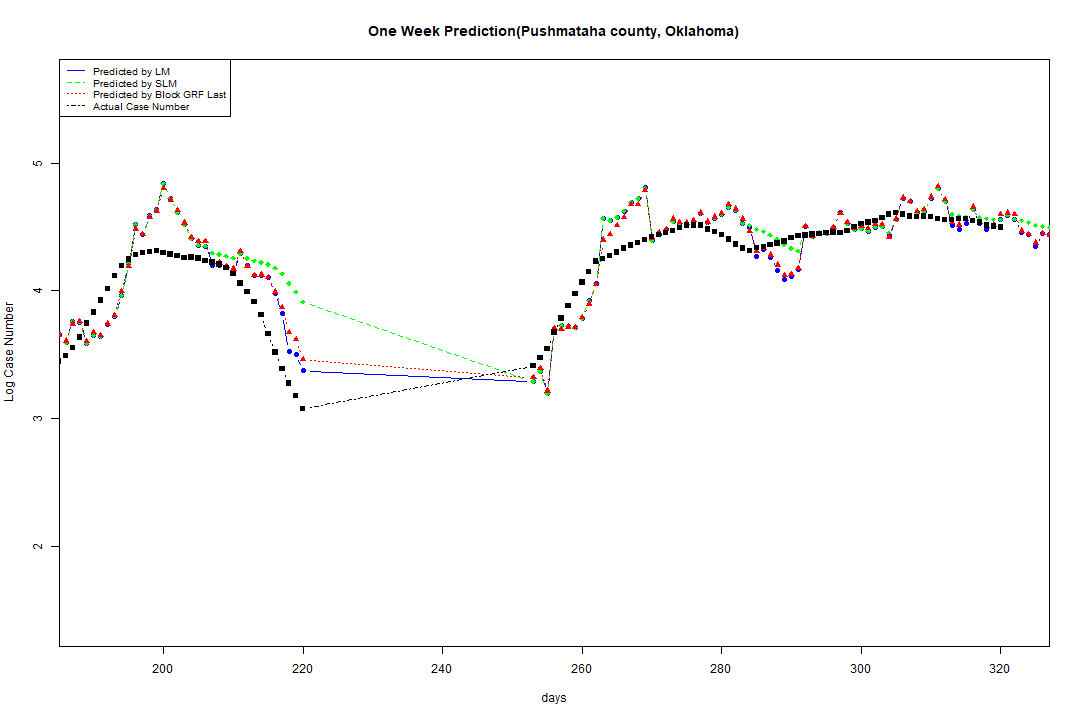 One Week Prediction(Pushmataha county, Oklahoma)
Predicted by LM
Predicted by SLM
Predicted by Block GRF Last
Actual Case Number
5
4
3
2
Log Case Number
200 220 240 260 280 300 320
days